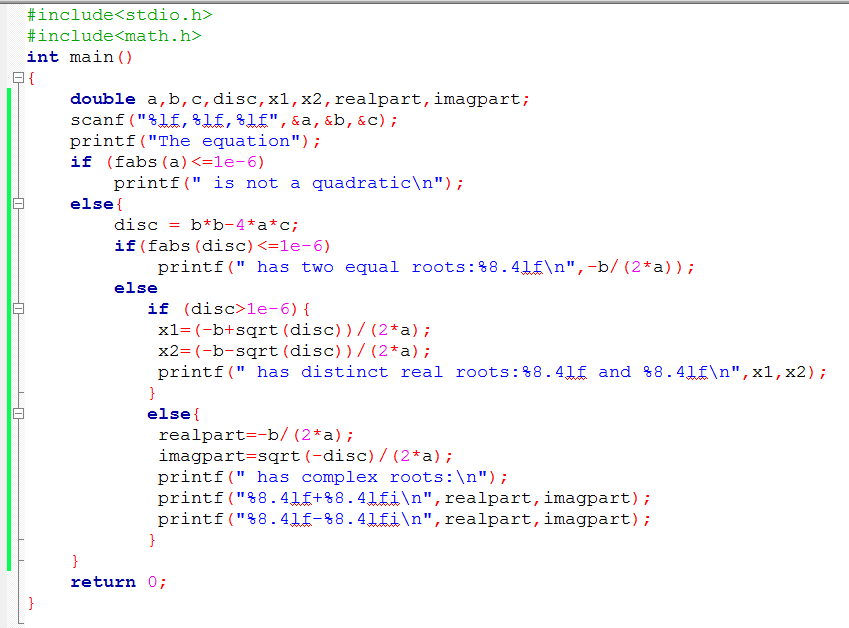 #include<stdio.h>
#include<math.h>
int main()
{
    double a,b,c,disc,x1,x2,realpart,imagpart;
    scanf("%lf,%lf,%lf",&a,&b,&c);
    printf("The equation");
    if (fabs(a)<=1e-6)
        printf(" is not a quadratic\n");
    else{
        disc = b*b-4*a*c;
        if(fabs(disc)<=1e-6)
            printf(" has two equal roots:%8.4lf\n",-b/(2*a));
        else
           if (disc>1e-6){
            x1=(-b+sqrt(disc))/(2*a);
            x2=(-b-sqrt(disc))/(2*a);
            printf(" has distinct real roots:%8.4lf and %8.4lf\n",x1,x2);
           }
           else{
            realpart=-b/(2*a);
            imagpart=sqrt(-disc)/(2*a);
            printf(" has complex roots:\n");
            printf("%8.4lf+%8.4lfi\n",realpart,imagpart);
            printf("%8.4lf-%8.4lfi\n",realpart,imagpart);
           }
    }
    return 0;
}